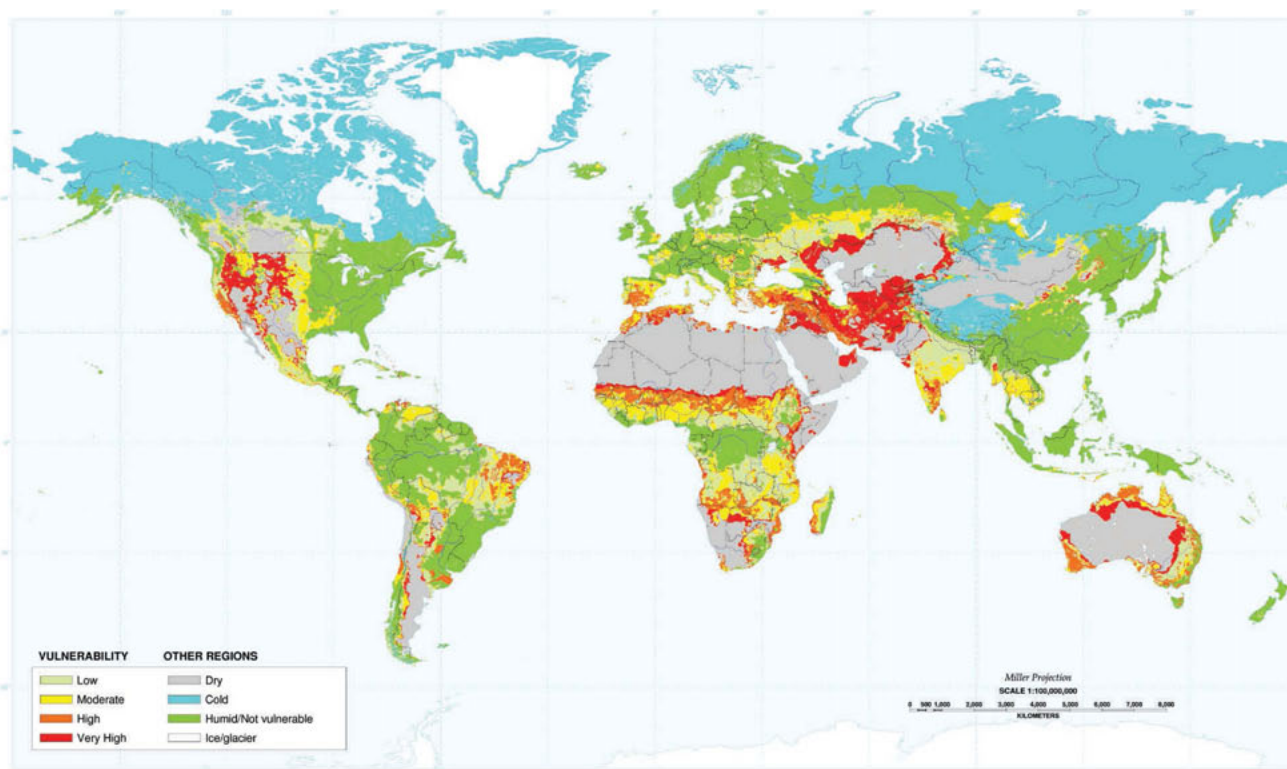 VULNERABILITY OTHER REGIONS
Low Dry
Moderate Cold
High Humid/Not vulnerable
Very High Ice/glacier
Miller Projection
SCALE 1:100,000,000
0 500 1,000 2,000 3,000 4,000 5,000 6,000 7,000 8,000
KILOMETERS